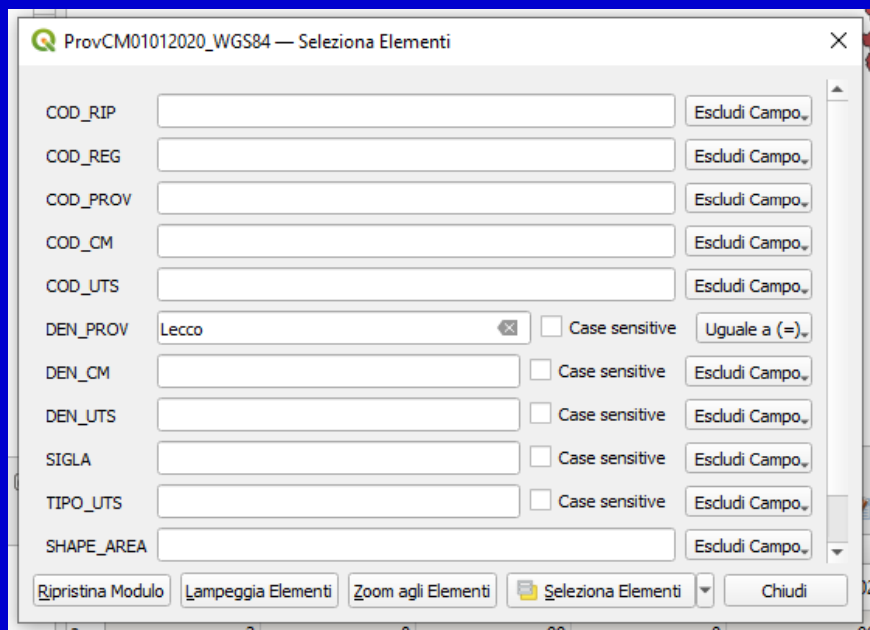 ProvCM01012020_WGS84 — Seleziona Elementi
COD_RIP Escludi Campo
COD_REG Escludi Campo
COD_PROV Escludi Campo
COD_CM Escludi Campo
COD_UTS Escludi Campo
DEN_PROV Lecco Case sensitive Uguale a (=)
DEN_CM Case sensitive Escludi Campo
DEN_UTS Case sensitive Escludi Campo
SIGLA Case sensitive Escludi Campo
TIPO_UTS Case sensitive Escludi Campo
SHAPE_AREA Escludi Campo
Ripristina Modulo Lampeggia Elementi Zoom agli Elementi Seleziona Elementi Chiudi